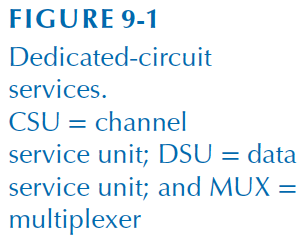 FIGURE 9-1
Dedicated-circuit
services.
CSU = channel
service unit; DSU = data
service unit; and MUX =
multiplexer